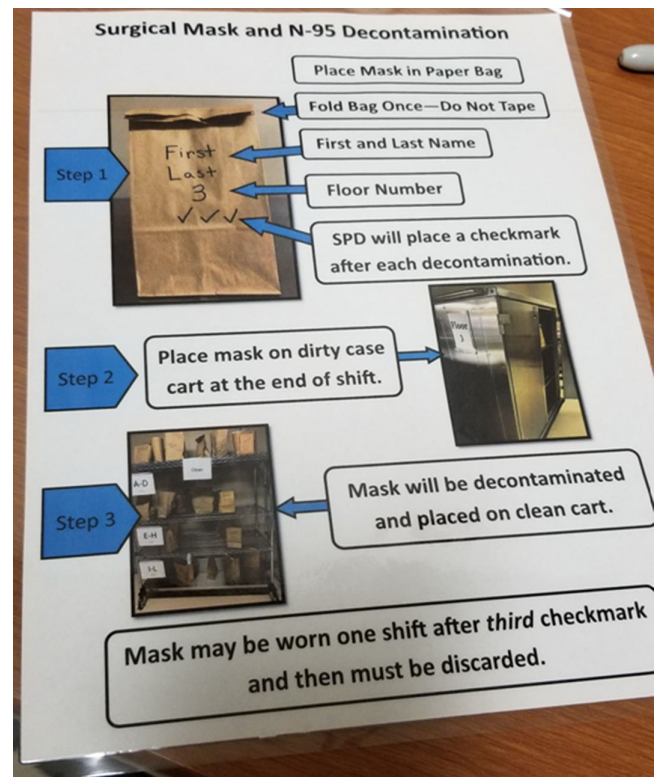 Surgical Mask and N-95 Decontamination
Place Mask in Paper Bag
Fold Bag Once—Do Not Tape
First and Last Name
Floor Number
SPD will place a checkmark
after each decontamination.
Step 1
First
Last
3
✓✓✓
Step 2
Place mask on dirty case
cart at the end of shift.
Floor
3
Step 3
A-D
E-H
I-L
Clean
Mask will be decontaminated
and placed on clean cart.
Mask may be worn one shift after third checkmark
and then must be discarded.